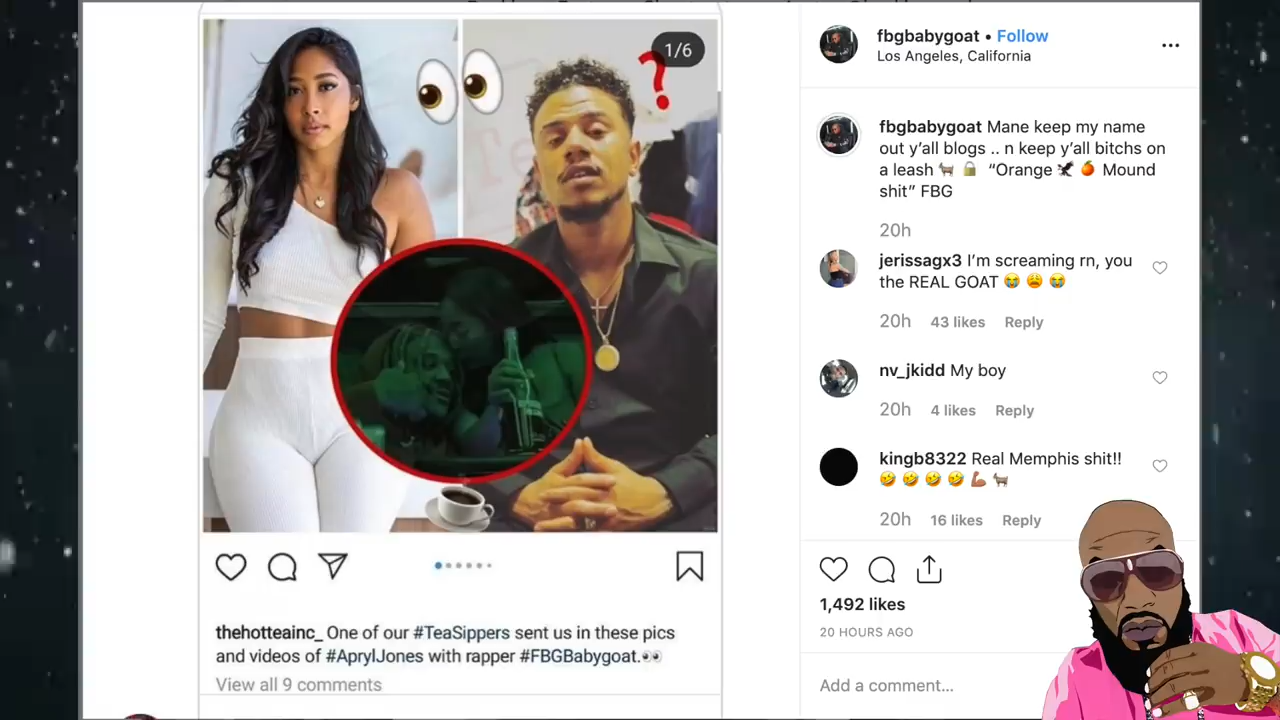 1/6
thehotteainc_ One of our #TeaSippers sent us in these pics
and videos of #AprylJones with rapper #FBGBabygoat.👀
View all 9 comments
fbgbabygoat • Follow
Los Angeles, California
fbgbabygoat Mane keep my name
out y’all blogs .. n keep y’all bitchs on
a leash 🐐 🔒 “Orange 🦅 🍊 Mound
shit” FBG
20h
jerissagx3 I’m screaming rn, you
the REAL GOAT 😭 😩 😭
20h 43 likes Reply
nv_jkidd My boy
20h 4 likes Reply
kingb8322 Real Memphis shit!!
🤣 🤣 🤣 🤣 💪🏾 🐐
20h 16 likes Reply
1,492 likes
20 HOURS AGO
Add a comment...